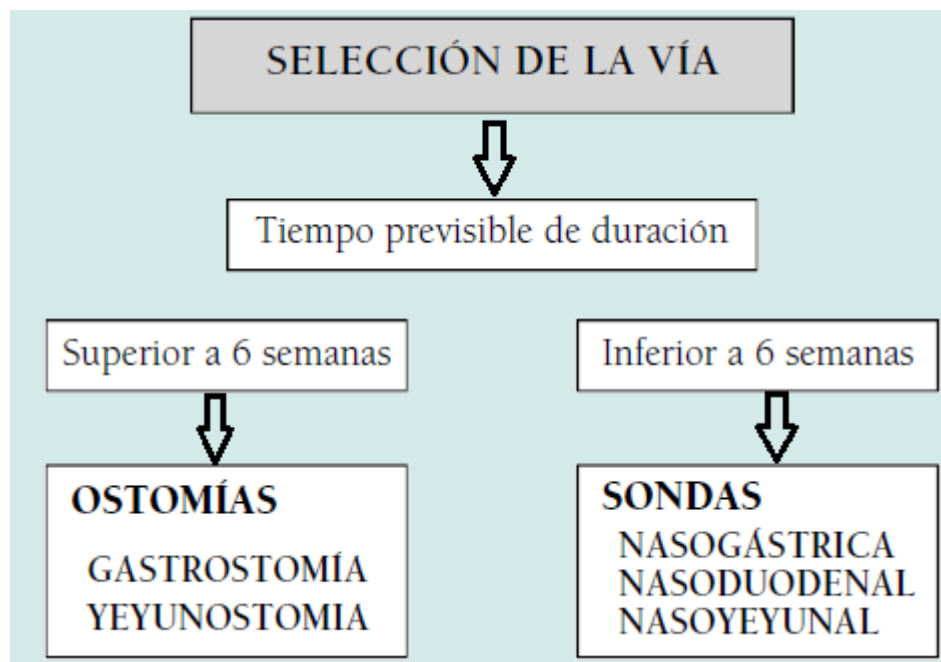 SELECCIÓN DE LA VÍA
Tiempo previsible de duración
Superior a 6 semanas
Inferior a 6 semanas
OSTOMÍAS
GASTROSTOMÍA
YEYUNOSTOMIA
SONDAS
NASOGÁSTRICA
NASODUODENAL
NASOYEYUNAL